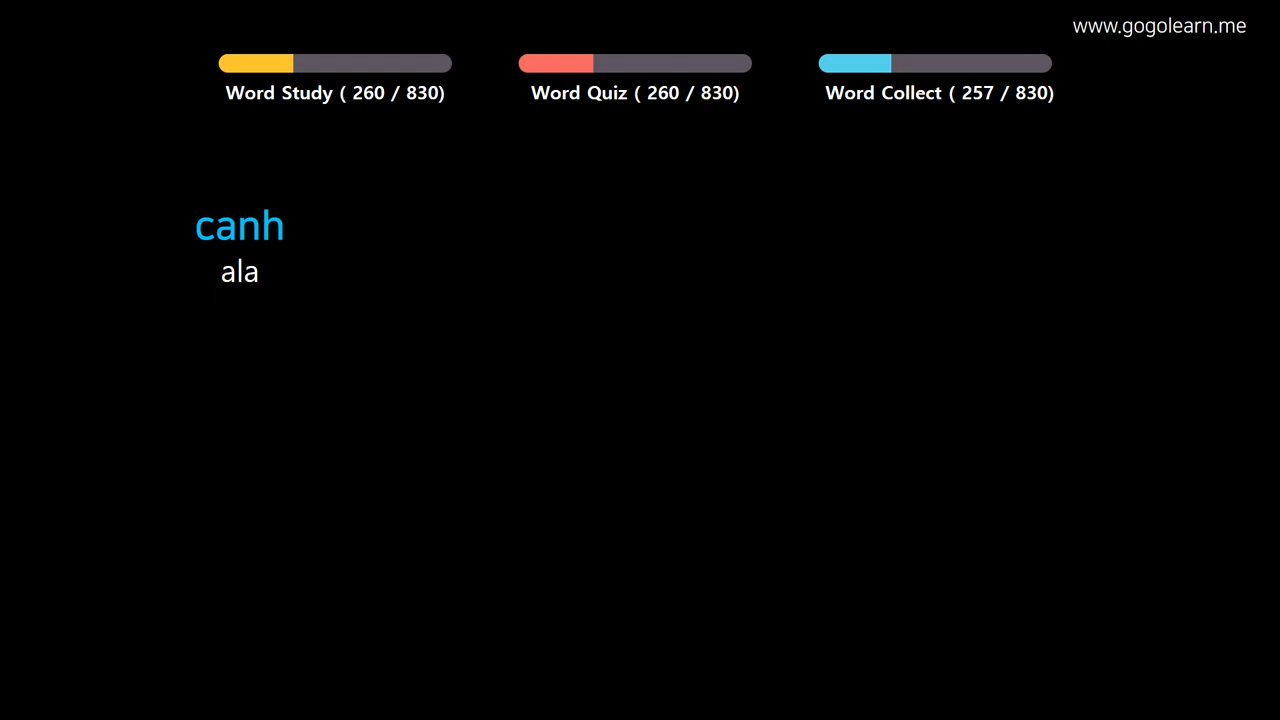 www.gogolearn.me
Word Study ( 260 / 830)
Word Quiz ( 260 / 830)
Word Collect ( 257 / 830)
canh
ala